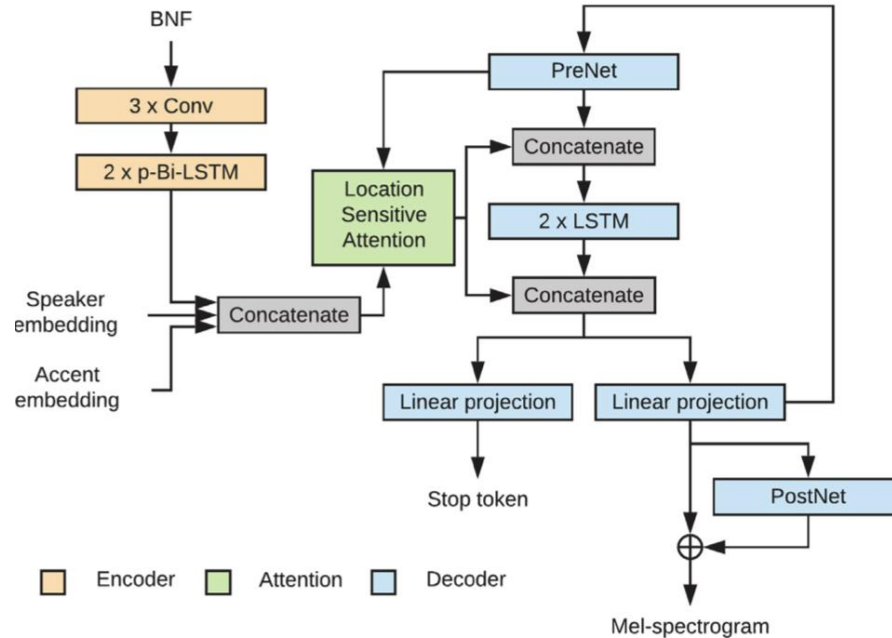 BNF
3 x Conv
2 x p-Bi-LSTM
Speaker
embedding
Accent
embedding
Concatenate
Location
Sensitive
Attention
PreNet
Concatenate
2 x LSTM
Concatenate
Linear projection
Linear projection
Stop token
PostNet
Mel-spectrogram
Encoder
Attention
Decoder